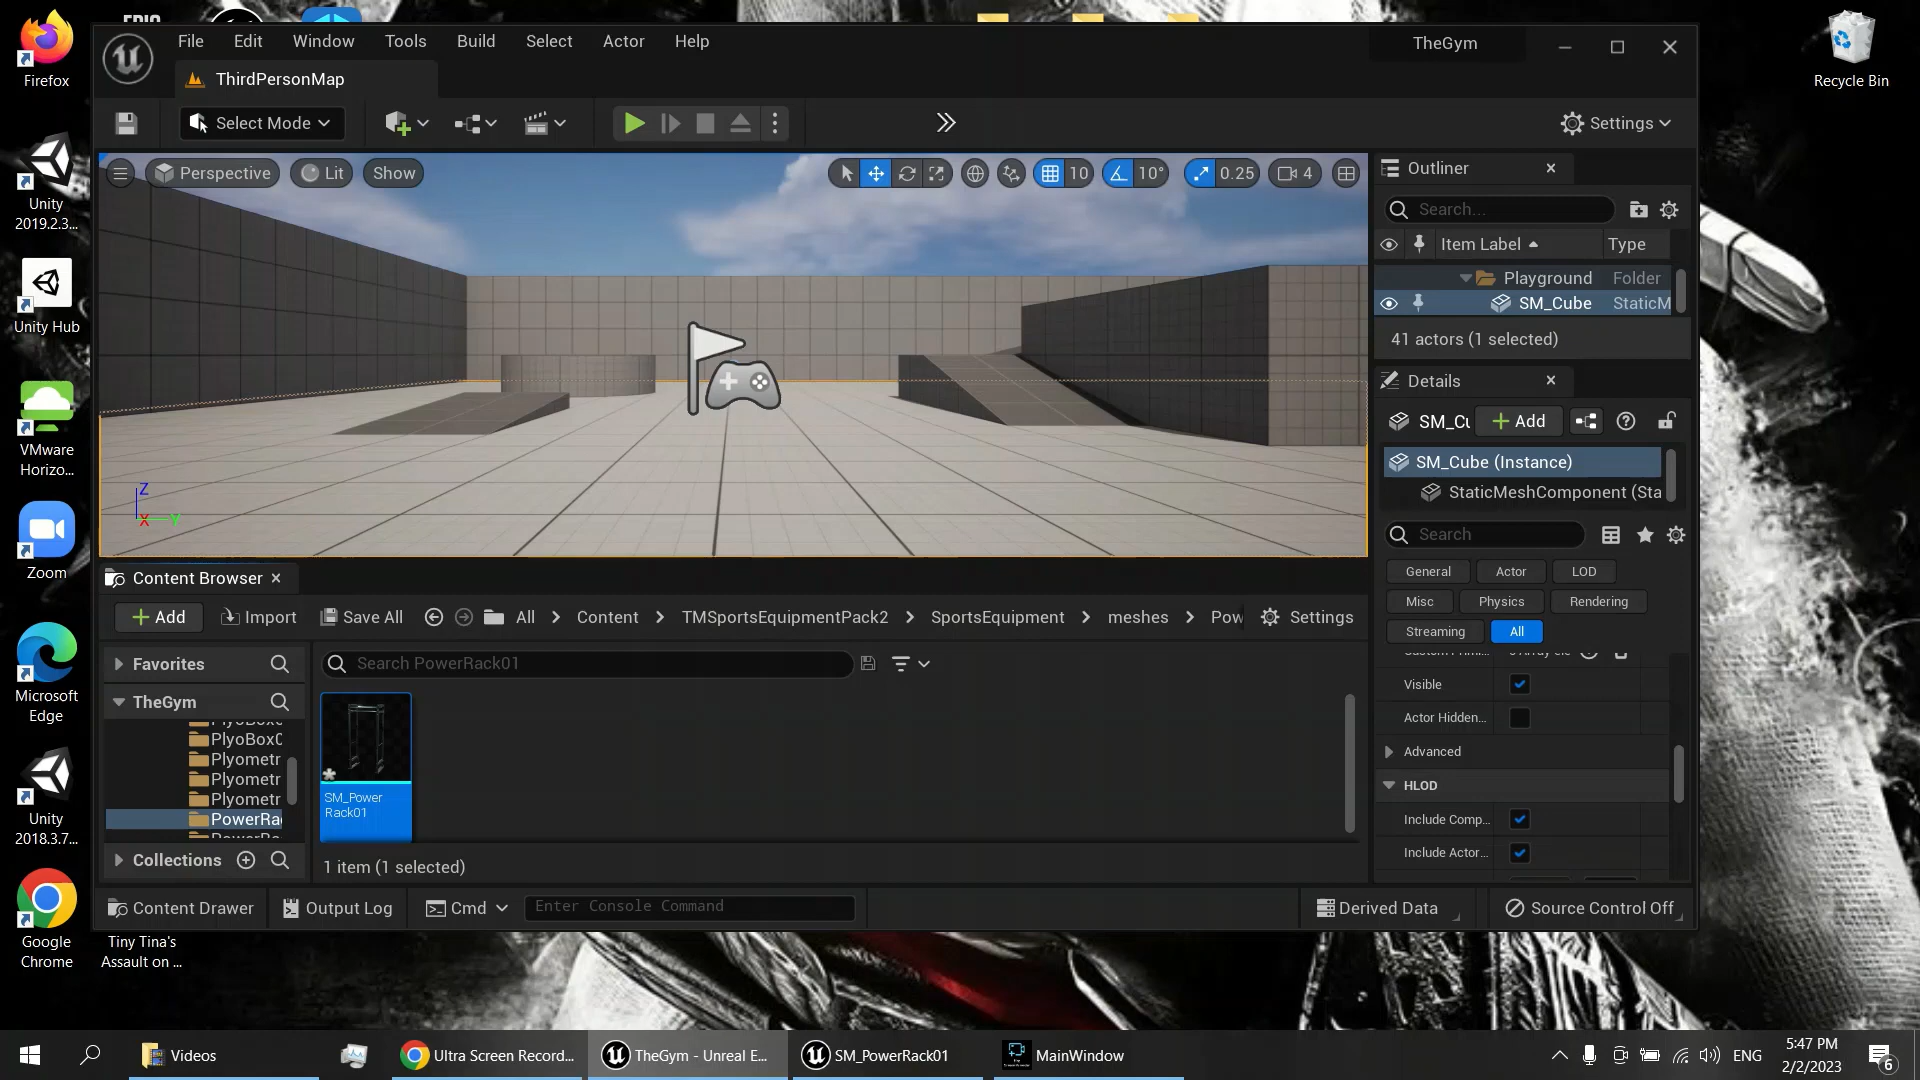 EPIC
Firefox
Unity
2019.2.3...
Unity Hub
VMware
Horizo...
Zoom
Microsoft
Edge
Unity
2018.3.7...
Google
Chrome
Tiny Tina's
Assault on ...
Recycle Bin
File Edit Window Tools Build Select Actor Help
TheGym
ThirdPersonMap
Select Mode
Settings
Perspective Lit Show
10 10° 0.25 4
Z
X Y
Outliner
Search...
Item Label Type
Playground Folder
SM_Cube StaticM
41 actors (1 selected)
Details
SM_Cu Add
SM_Cube (Instance)
StaticMeshComponent (Sta
Search
General Actor LOD
Misc Physics Rendering
Streaming All
Visible
Actor Hidden...
Advanced
HLOD
Include Comp...
Include Actor...
Content Browser
Add Import Save All All > Content > TMSportsEquipmentPack2 > SportsEquipment > meshes > Pow Settings
Favorites
Search PowerRack01
TheGym
PlyoBoxC
Plyometr
Plyometr
Plyometr
PowerRa
Collections
SM_Power
Rack01
1 item (1 selected)
Content Drawer Output Log Cmd Enter Console Command Derived Data Source Control Off
Videos
Ultra Screen Record...
TheGym - Unreal E...
SM_PowerRack01
MainWindow
ENG
5:47 PM
2/2/2023
6